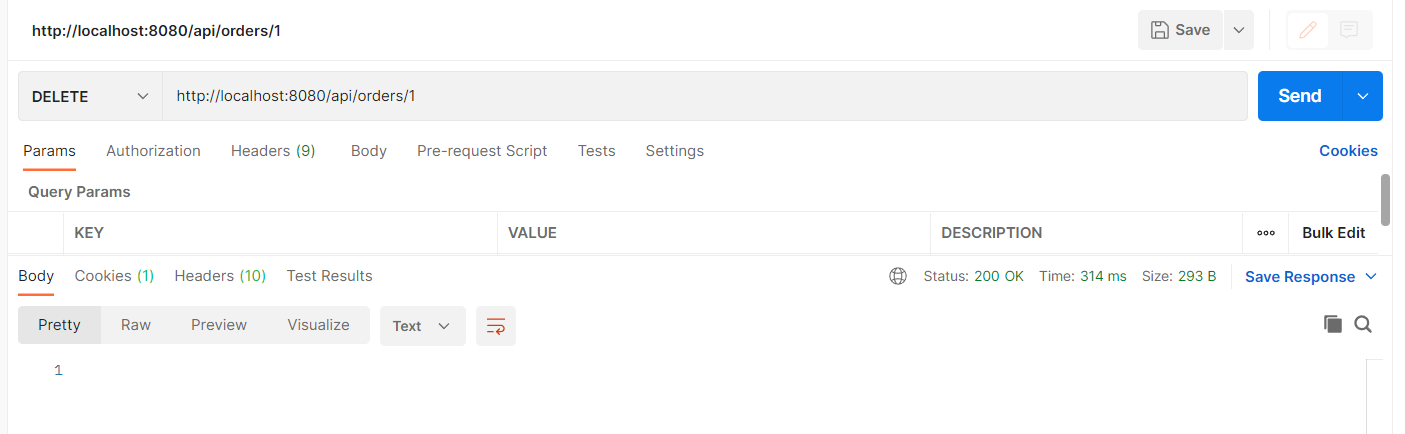 http://localhost:8080/api/orders/1 Save
DELETE http://localhost:8080/api/orders/1 Send
Params Authorization Headers (9) Body Pre-request Script Tests Settings Cookies
Query Params
KEY VALUE DESCRIPTION Bulk Edit
Body Cookies (1) Headers (10) Test Results Status: 200 OK Time: 314 ms Size: 293 B Save Response
Pretty Raw Preview Visualize Text
1